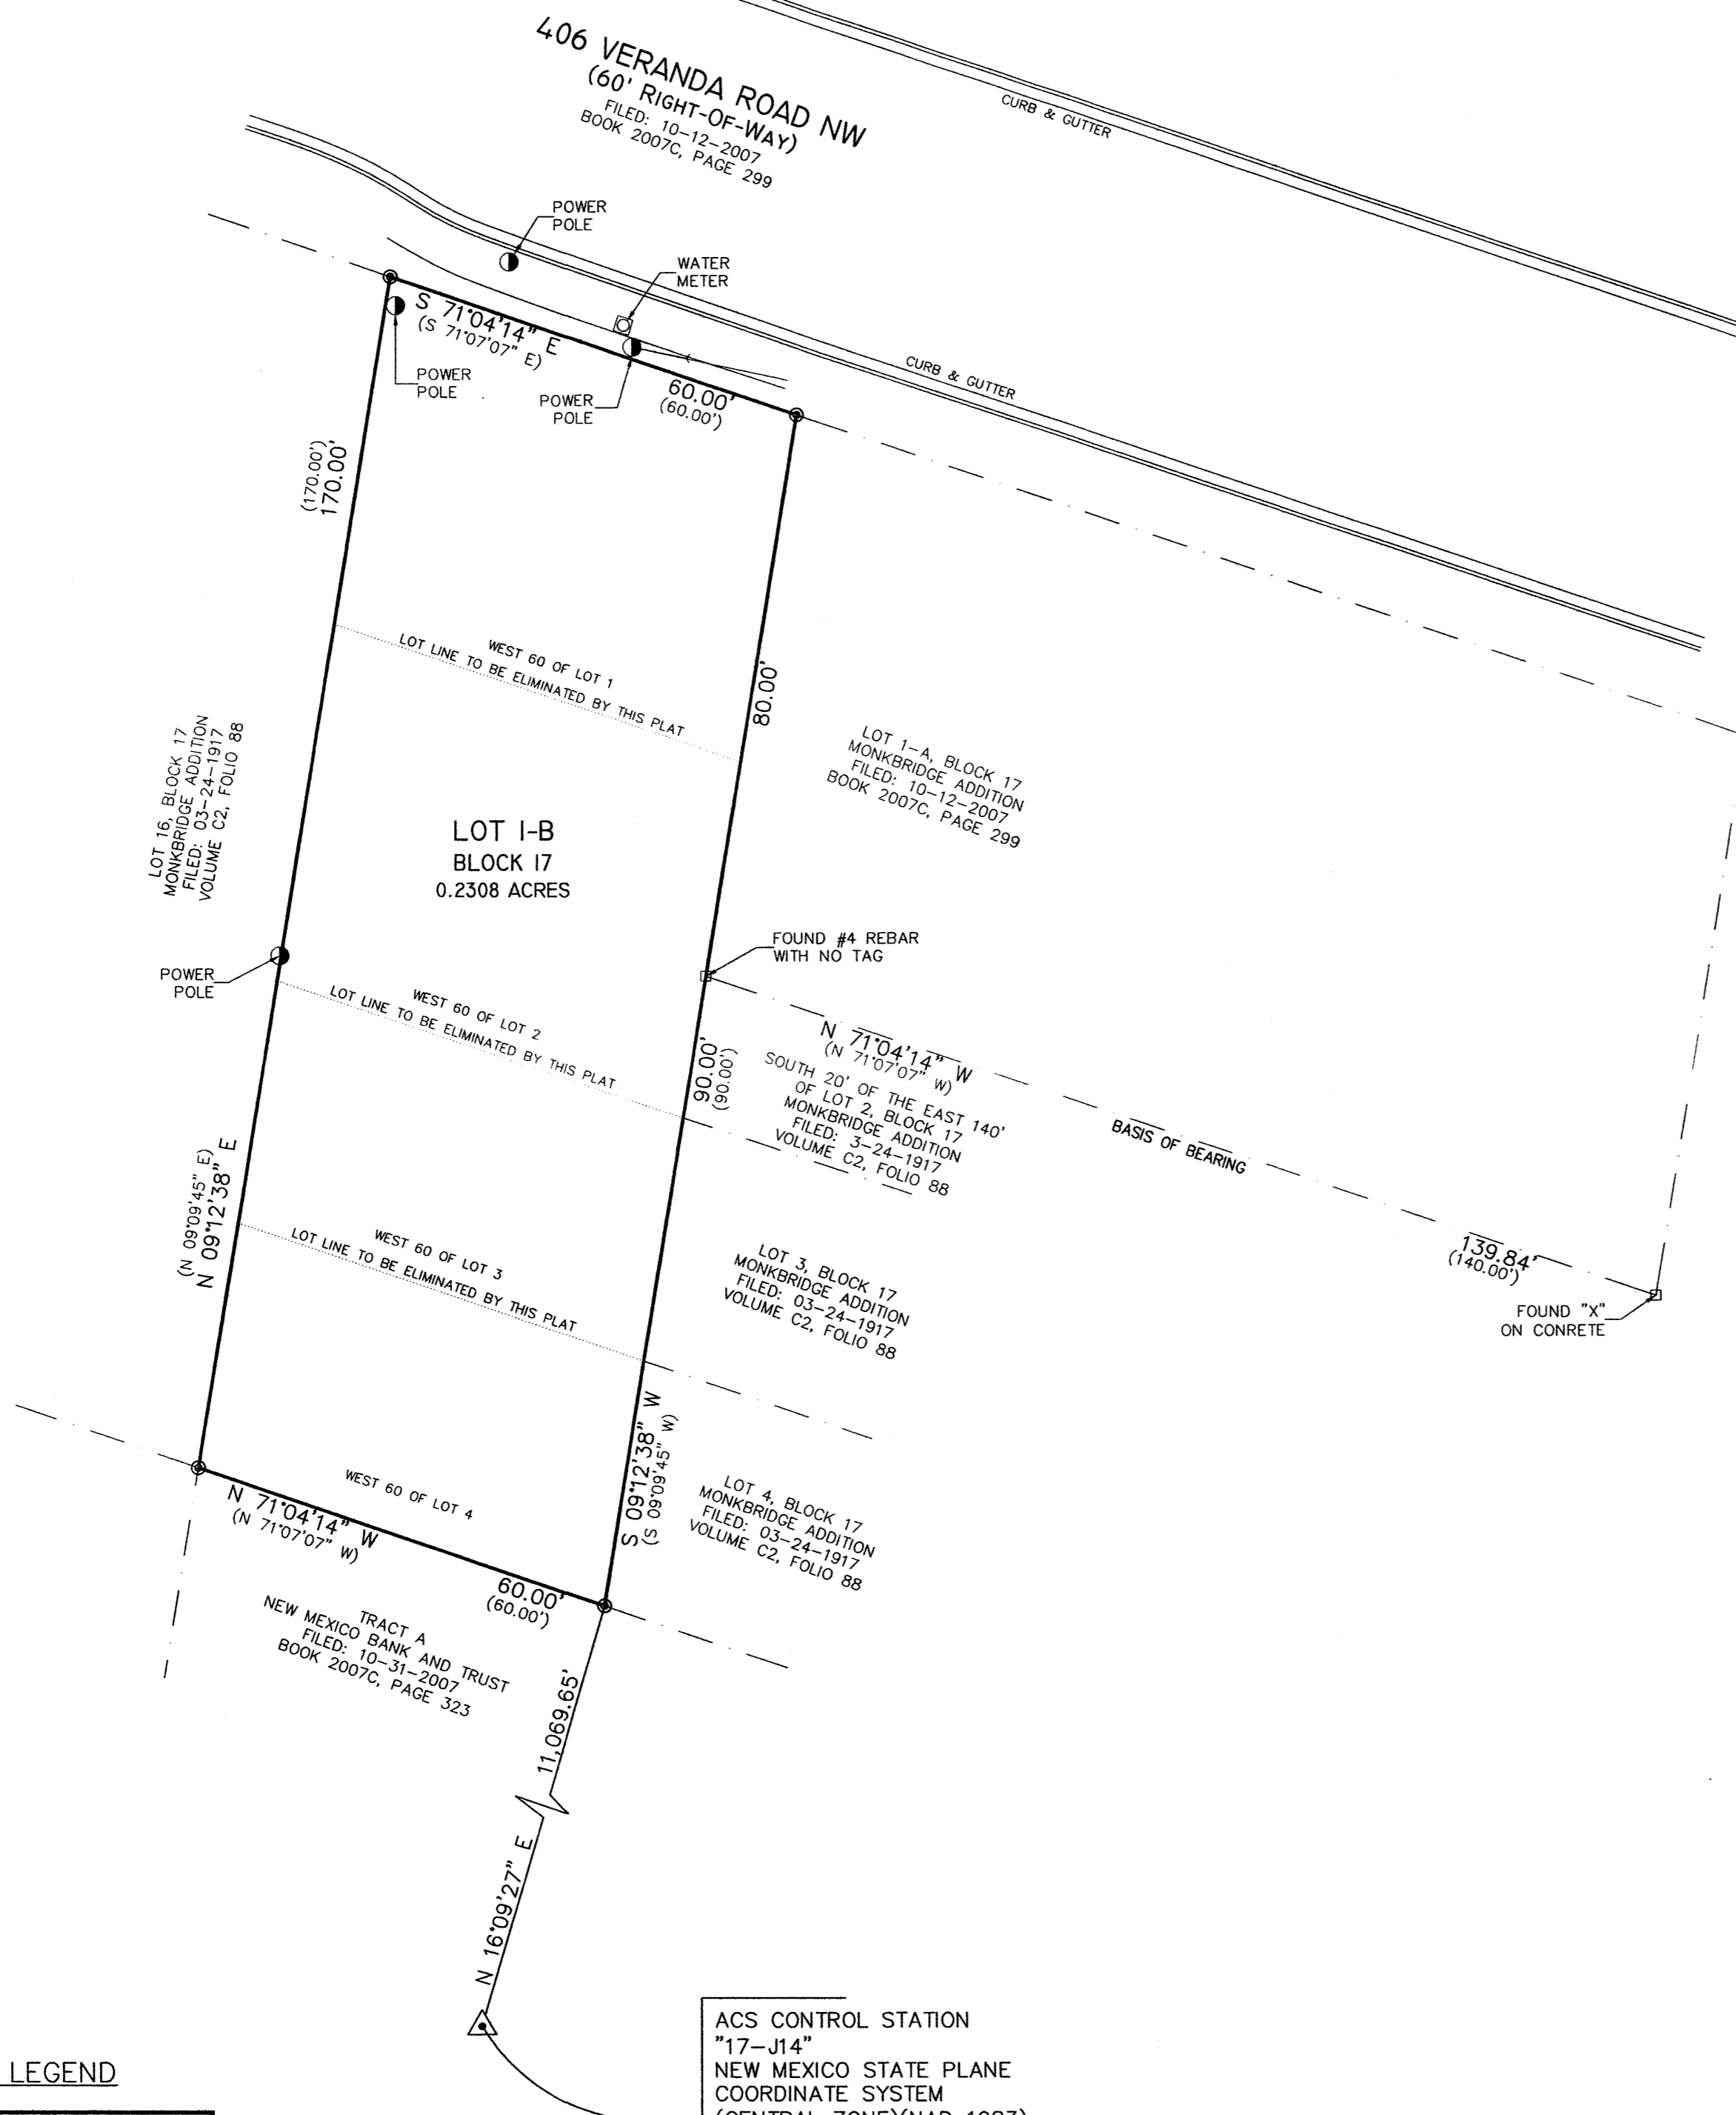 406 VERANDA ROAD NW
(60' RIGHT-OF-WAY)
FILED: 10-12-2007
BOOK 2007C, PAGE 299
CURB & GUTTER
POWER
POLE
WATER
METER
S 71°04'14" E
(S 71°07'07" E)
POWER
POLE
POWER
POLE
60.00'
(60.00')
CURB & GUTTER
(170.00')
170.00'
WEST 60 OF LOT 1
LOT LINE TO BE ELIMINATED BY THIS PLAT
80.00'
LOT 16, BLOCK 17
MONKBRIDGE ADDITION
FILED: 03-24-1917
VOLUME C2, FOLIO 88
LOT 1-A, BLOCK 17
MONKBRIDGE ADDITION
FILED: 10-12-2007
BOOK 2007C, PAGE 299
LOT 1-B
BLOCK 17
0.2308 ACRES
FOUND #4 REBAR
WITH NO TAG
POWER
POLE
WEST 60 OF LOT 2
LOT LINE TO BE ELIMINATED BY THIS PLAT
90.00'
(90.00')
N 71°04'14" W
(N 71°07'07" W)
SOUTH 20' OF THE EAST 140'
OF LOT 2, BLOCK 17
MONKBRIDGE ADDITION
FILED: 3-24-1917
VOLUME C2, FOLIO 88
BASIS OF BEARING
139.84'
(140.00')
FOUND "X"
ON CONRETE
(N 09°09'45" E)
N 09°12'38" E
WEST 60 OF LOT 3
LOT LINE TO BE ELIMINATED BY THIS PLAT
LOT 3, BLOCK 17
MONKBRIDGE ADDITION
FILED: 03-24-1917
VOLUME C2, FOLIO 88
S 09°12'38" W
(S 09°09'45" W)
WEST 60 OF LOT 4
N 71°04'14" W
(N 71°07'07" W)
60.00'
(60.00')
LOT 4, BLOCK 17
MONKBRIDGE ADDITION
FILED: 03-24-1917
VOLUME C2, FOLIO 88
TRACT A
NEW MEXICO BANK AND TRUST
FILED: 10-31-2007
BOOK 2007C, PAGE 323
11,069.65'
N 16°09'27" E
LEGEND
ACS CONTROL STATION
"17-J14"
NEW MEXICO STATE PLANE
COORDINATE SYSTEM
(CENTRAL ZONE)(NAD 1983)